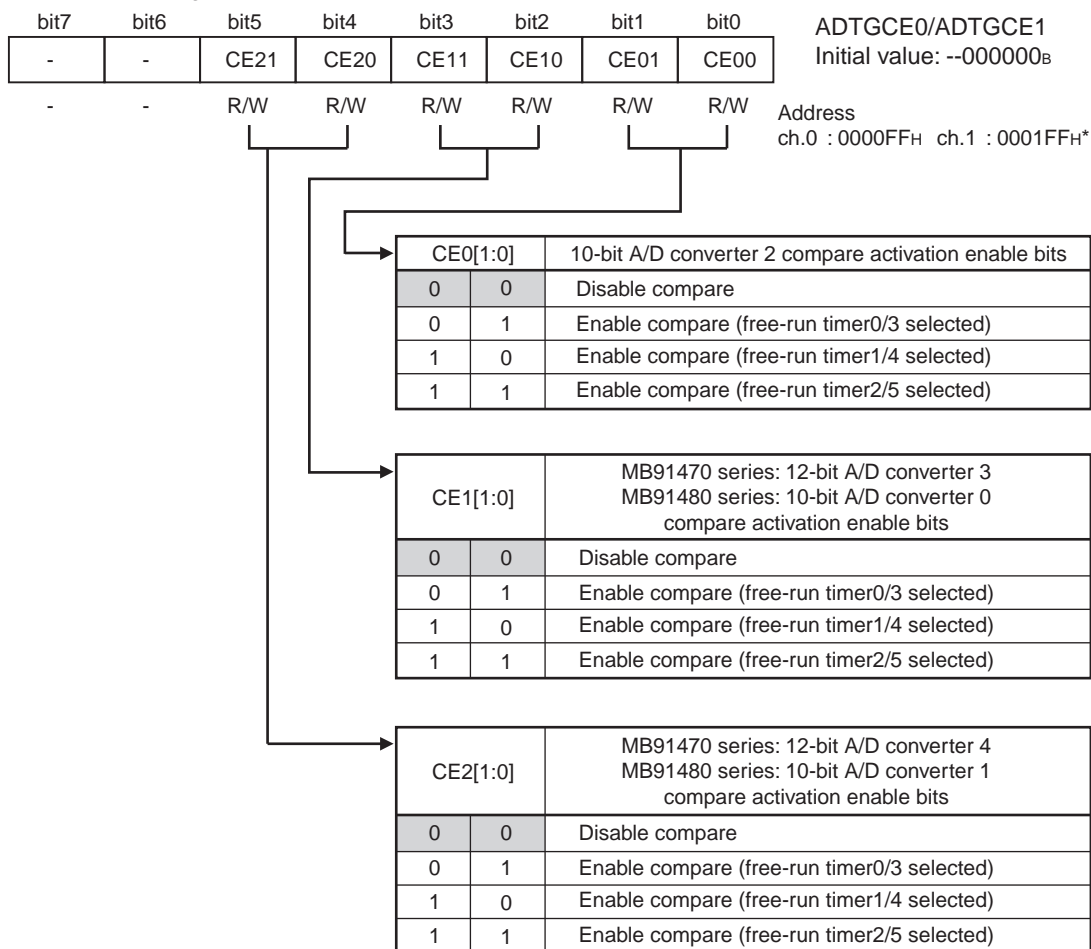 bit7 bit6 bit5 bit4 bit3 bit2 bit1 bit0
ADTGCE0/ADTGCE1
- - CE21 CE20 CE11 CE10 CE01 CE00
Initial value: --000000B
- - R/W R/W R/W R/W R/W R/W
Address
ch.0 : 0000FFH ch.1 : 0001FFH*
CE0[1:0] 10-bit A/D converter 2 compare activation enable bits
0 0 Disable compare
0 1 Enable compare (free-run timer0/3 selected)
1 0 Enable compare (free-run timer1/4 selected)
1 1 Enable compare (free-run timer2/5 selected)
CE1[1:0]
MB91470 series: 12-bit A/D converter 3
MB91480 series: 10-bit A/D converter 0
compare activation enable bits
0 0 Disable compare
0 1 Enable compare (free-run timer0/3 selected)
1 0 Enable compare (free-run timer1/4 selected)
1 1 Enable compare (free-run timer2/5 selected)
CE2[1:0]
MB91470 series: 12-bit A/D converter 4
MB91480 series: 10-bit A/D converter 1
compare activation enable bits
0 0 Disable compare
0 1 Enable compare (free-run timer0/3 selected)
1 0 Enable compare (free-run timer1/4 selected)
1 1 Enable compare (free-run timer2/5 selected)